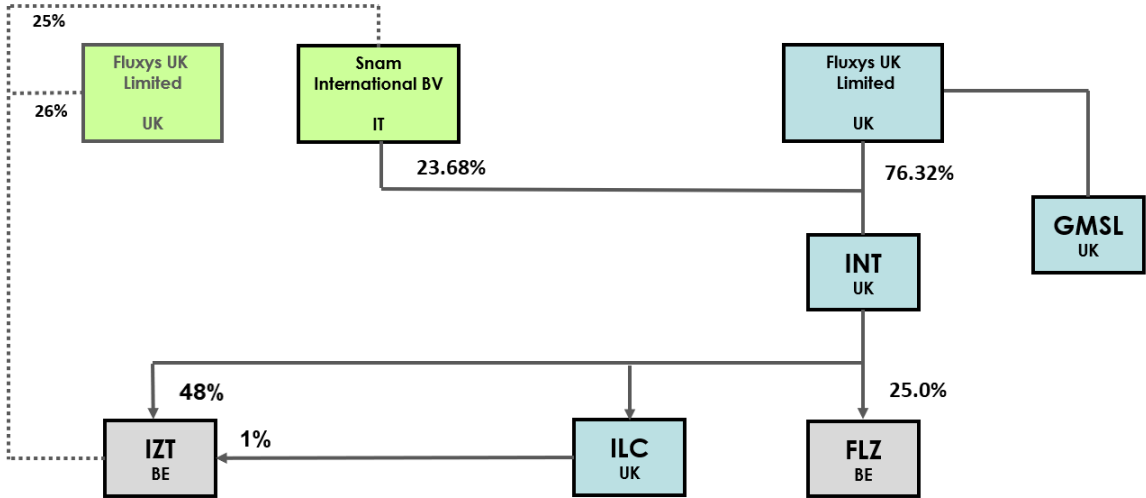 25%
Fluxys UK
Limited
UK
26%
Snam
International BV
IT
Fluxys UK
Limited
UK
23.68%
76.32%
GMSL
UK
INT
UK
48%
25.0%
IZT
BE
1%
ILC
UK
FLZ
BE